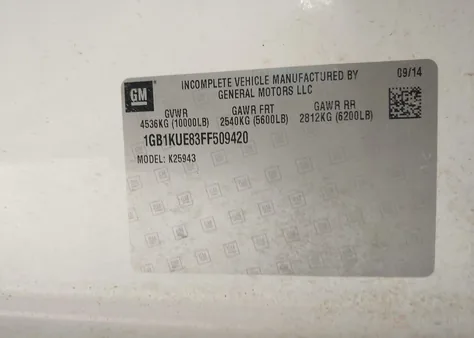 GM
INCOMPLETE VEHICLE MANUFACTURED BY
GENERAL MOTORS LLC
09/14
GVWR GAWR FRT GAWR RR
4536KG (10000LB) 2540KG (5600LB) 2812KG (6200LB)
1GB1KUE83FF509420
MODEL: K25943